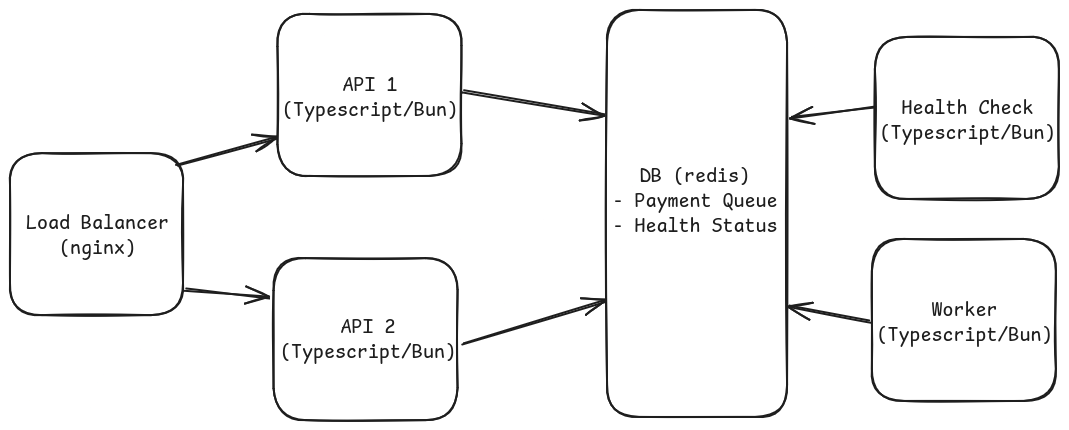 Load Balancer
(nginx)
API 1
(Typescript/Bun)
API 2
(Typescript/Bun)
DB (redis)
- Payment Queue
- Health Status
Health Check
(Typescript/Bun)
Worker
(Typescript/Bun)